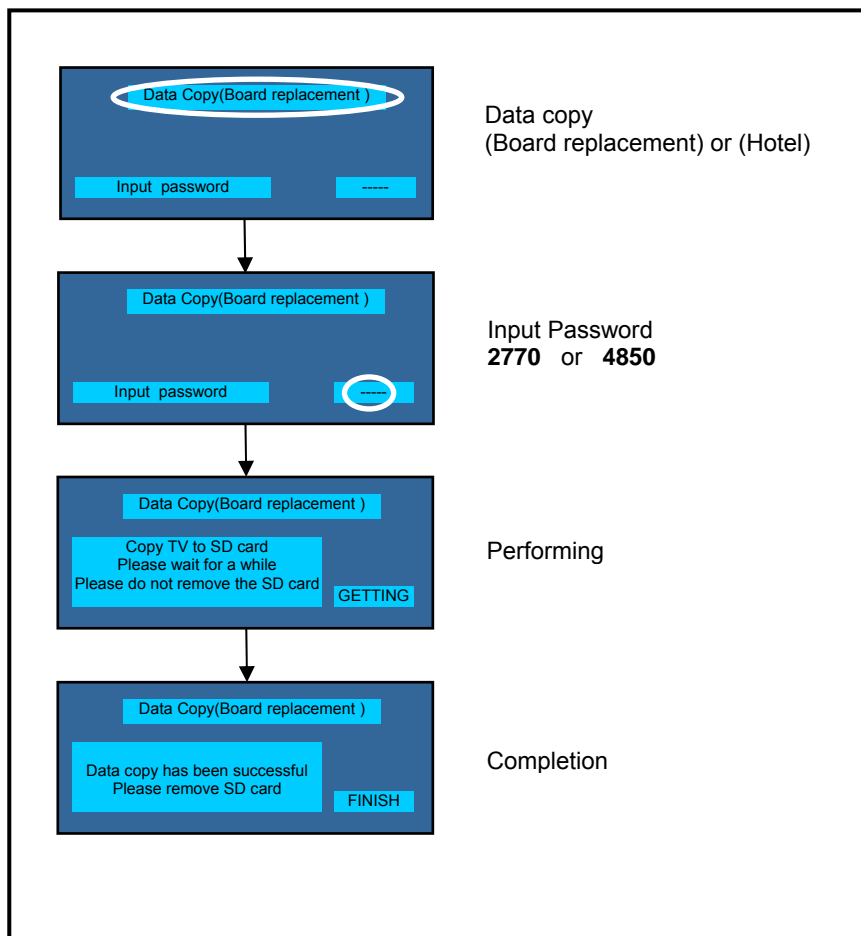 Data Copy(Board replacement )
Input password
-----
Data copy
(Board replacement) or (Hotel)
Data Copy(Board replacement )
Input password
-----
Input Password
2770 or 4850
Data Copy(Board replacement )
Copy TV to SD card
Please wait for a while
Please do not remove the SD card
GETTING
Performing
Data Copy(Board replacement )
Data copy has been successful
Please remove SD card
FINISH
Completion